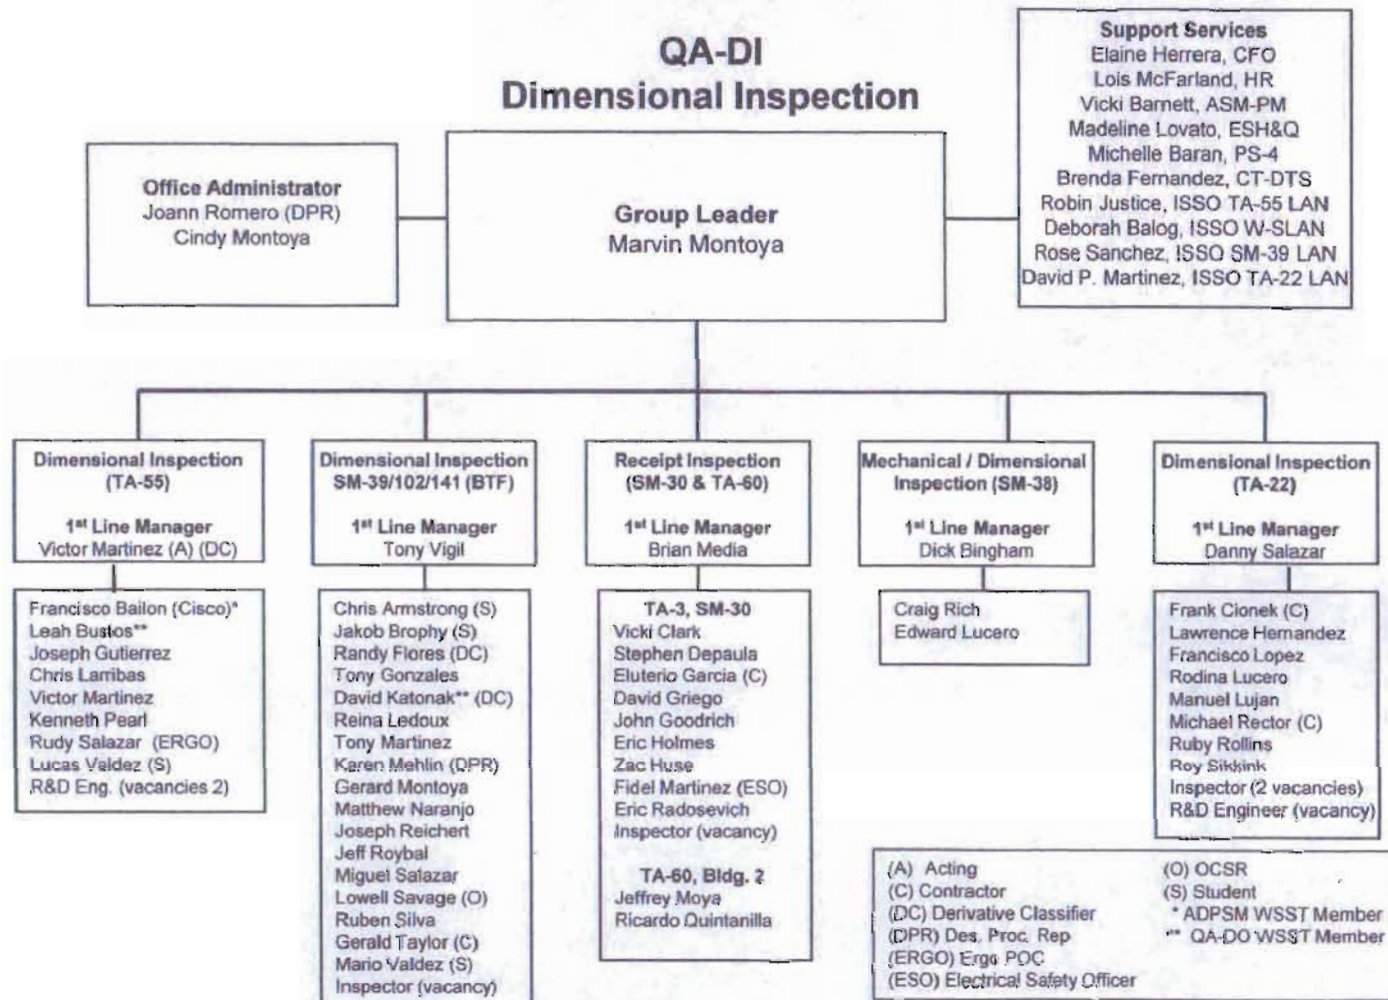 QA-DI
Dimensional Inspection
Office Administrator
Joann Romero (DPR)
Cindy Montoya
Group Leader
Marvin Montoya
Support Services
Elaine Herrera, CFO
Lois McFarland, HR
Vicki Barnett, ASM-PM
Madeline Lovato, ESH&Q
Michelle Baran, PS-4
Brenda Fernandez, CT-DTS
Robin Justice, ISSO TA-55 LAN
Deborah Balog, ISSO W-SLAN
Rose Sanchez, ISSO SM-39 LAN
David P. Martinez, ISSO TA-22 LAN
Dimensional Inspection
(TA-55)
1st Line Manager
Victor Martinez (A) (DC)
Francisco Bailon (Cisco)*
Leah Bustos**
Joseph Gutierrez
Chris Larribas
Victor Martinez
Kenneth Pearl
Rudy Salazar (ERGO)
Lucas Valdez (S)
R&D Eng. (vacancies 2)
Dimensional Inspection
SM-39/102/141 (BTF)
1st Line Manager
Tony Vigil
Chris Armstrong (S)
Jakob Brophy (S)
Randy Flores (DC)
Tony Gonzales
David Katonak** (DC)
Reina Ledoux
Tony Martinez
Karen Mehlin (DPR)
Gerard Montoya
Matthew Naranjo
Joseph Reichert
Jeff Roybal
Miguel Salazar
Lowell Savage (O)
Ruben Silva
Gerald Taylor (C)
Mario Valdez (S)
Inspector (vacancy)
Receipt Inspection
(SM-30 & TA-60)
1st Line Manager
Brian Media
TA-3, SM-30
Vicki Clark
Stephen Depaula
Eluterio Garcia (C)
David Griego
John Goodrich
Eric Holmes
Zac Huse
Fidel Martinez (ESO)
Eric Radosevich
Inspector (vacancy)
TA-60, Bldg. 2
Jeffrey Moya
Ricardo Quintanilla
Mechanical / Dimensional
Inspection (SM-38)
1st Line Manager
Dick Bingham
Craig Rich
Edward Lucero
Dimensional Inspection
(TA-22)
1st Line Manager
Danny Salazar
Frank Cionek (C)
Lawrence Hernandez
Francisco Lopez
Rodina Lucero
Manuel Lujan
Michael Rector (C)
Ruby Rollins
Roy Sikkink
Inspector (2 vacancies)
R&D Engineer (vacancy)
(A) Acting
(C) Contractor
(DC) Derivative Classifier
(DPR) Des. Proc. Rep
(ERGO) Ergo POC
(ESO) Electrical Safety Officer
(O) OCSR
(S) Student
* ADPSM WSST Member
** QA-DO WSST Member